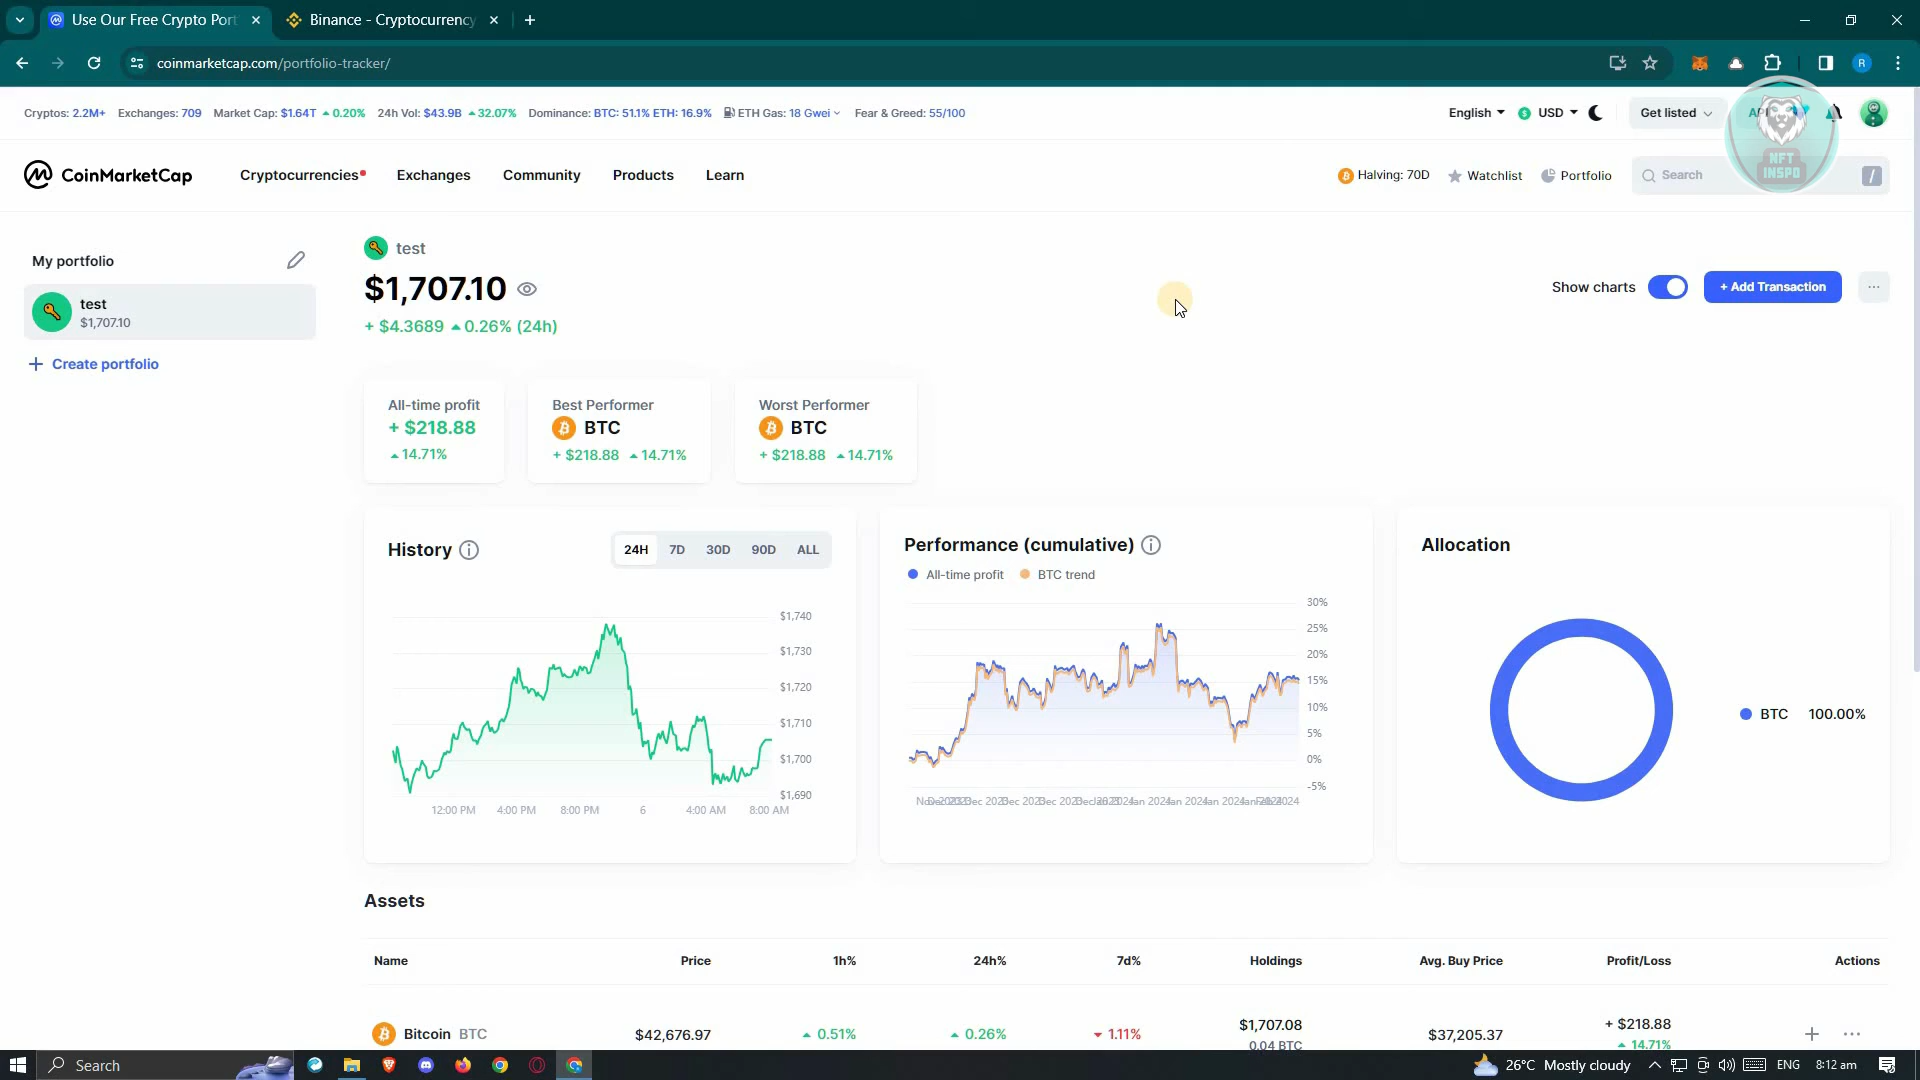 Use Our Free Crypto Port
Binance - Cryptocurrency
coinmarketcap.com/portfolio-tracker/
R
Cryptos: 2.2M+ Exchanges: 709 Market Cap: $1.64T 0.20% 24h Vol: $43.9B 32.07% Dominance: BTC: 51.1% ETH: 16.9% ETH Gas: 18 Gwei Fear & Greed: 55/100
English USD Get listed API
CoinMarketCap Cryptocurrencies Exchanges Community Products Learn
Halving: 70D Watchlist Portfolio Search /
NFT
INSPO
My portfolio
test
$1,707.10
Create portfolio
test
$1,707.10
+ $4.3689 0.26% (24h)
Show charts + Add Transaction
All-time profit
+ $218.88
14.71%
Best Performer
BTC
+ $218.88 14.71%
Worst Performer
BTC
+ $218.88 14.71%
History 24H 7D 30D 90D ALL
$1,740
$1,730
$1,720
$1,710
$1,700
$1,690
12:00 PM 4:00 PM 8:00 PM 6 4:00 AM 8:00 AM
Performance (cumulative)
All-time profit BTC trend
30%
25%
20%
15%
10%
5%
0%
-5%
Allocation
BTC 100.00%
Assets
Name Price 1h% 24h% 7d% Holdings Avg. Buy Price Profit/Loss Actions
Bitcoin BTC $42,676.97 0.51% 0.26% 1.11% $1,707.08 $37,205.37 + $218.88
0.04 BTC 14.71%
Search 26°C Mostly cloudy ENG 8:12 am